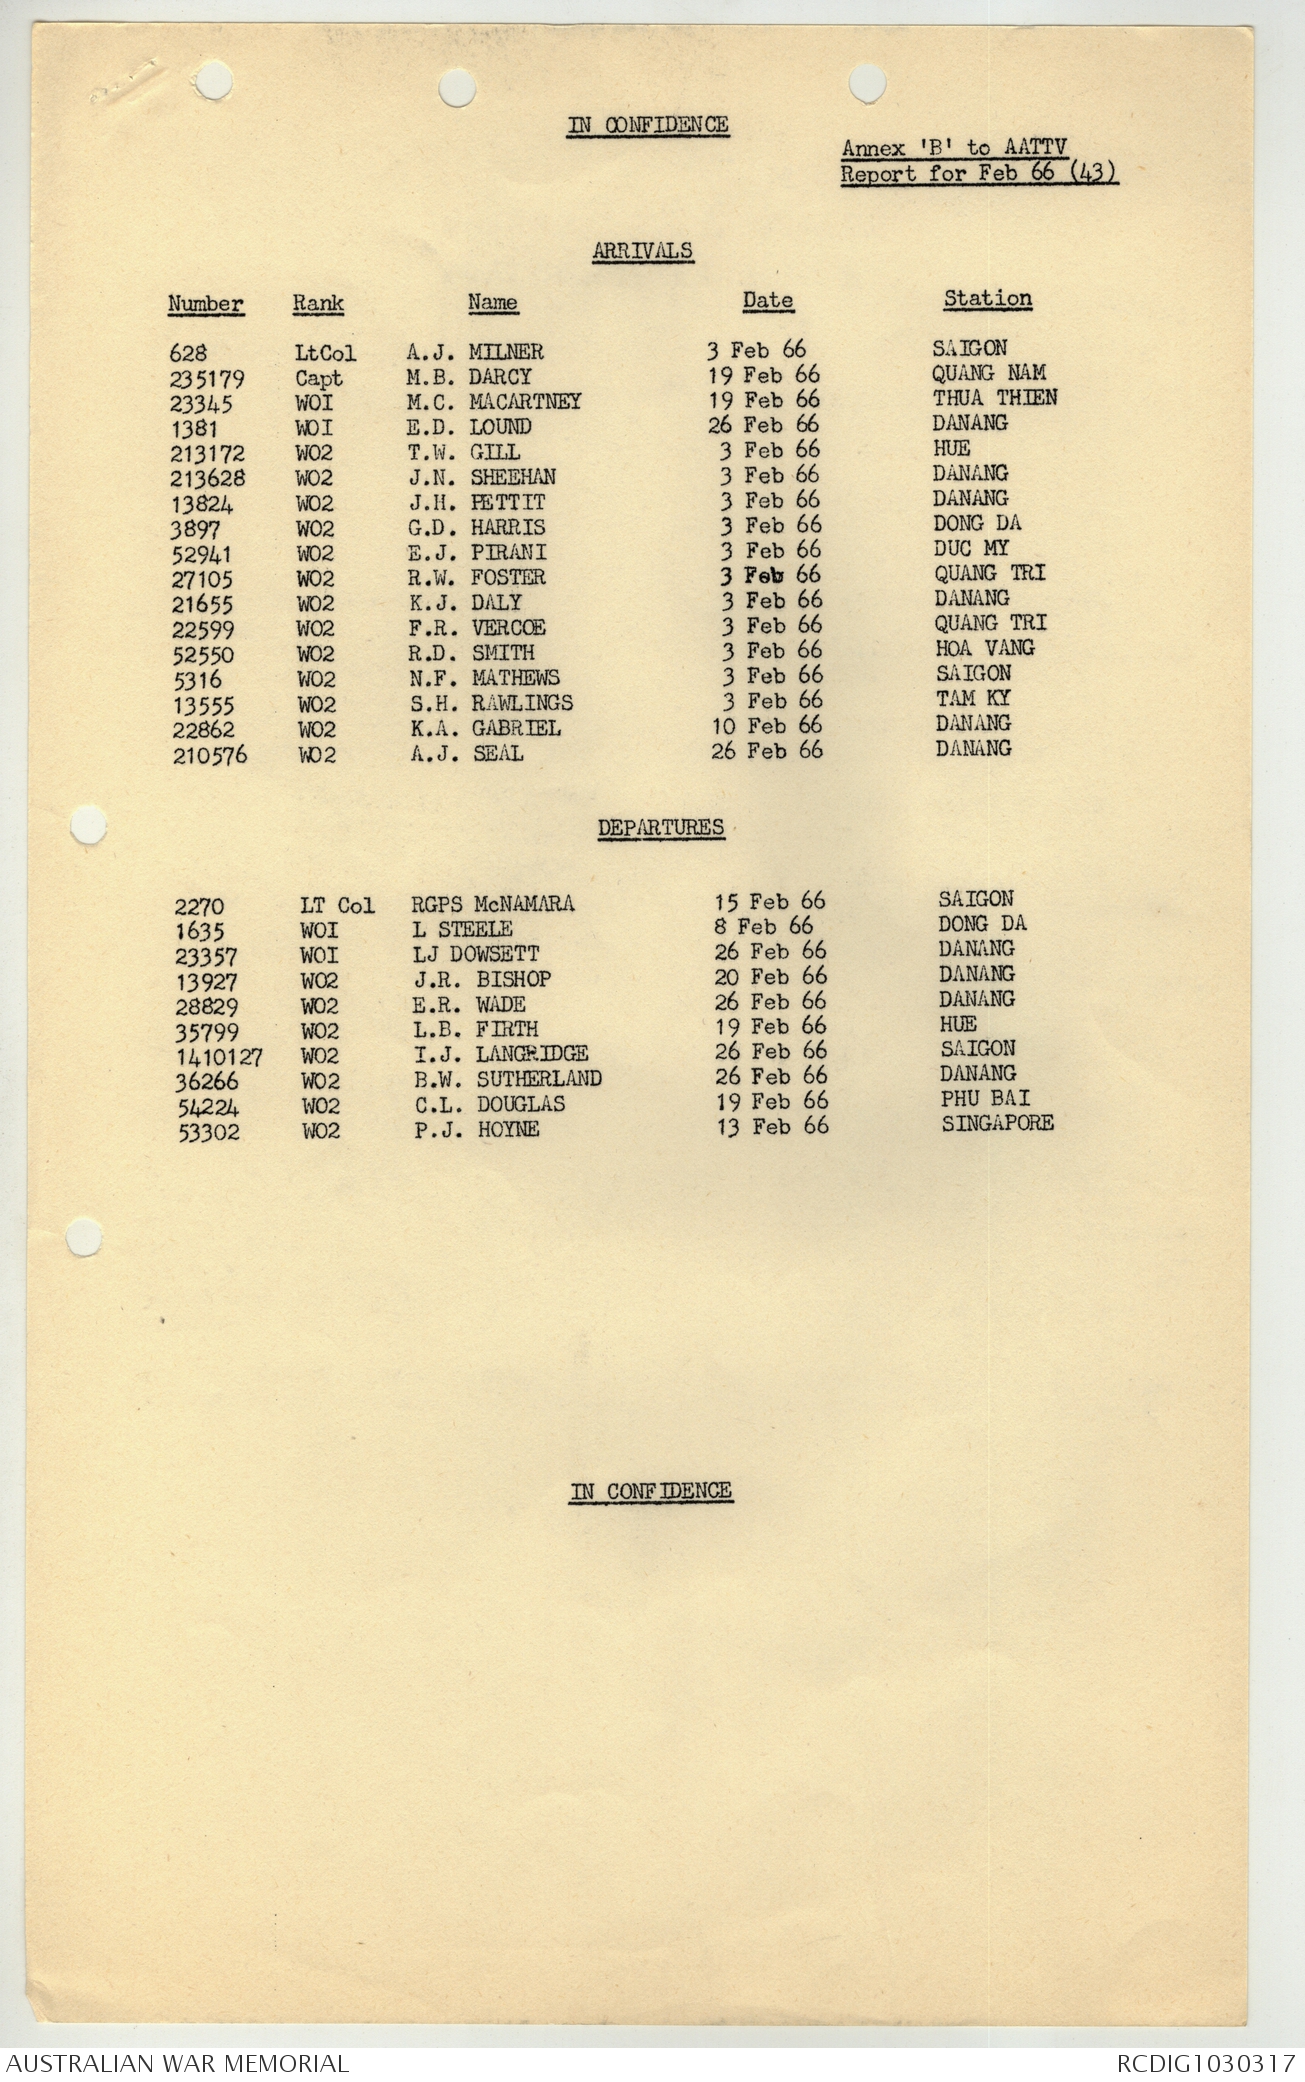 IN CONFIDENCE
Annex 'B' to AATTV
Report for Feb 66 (43)
ARRIVALS
Number Rank Name Date Station
628 LtCol A.J. MILNER 3 Feb 66 SAIGON
235179 Capt M.B. DARCY 19 Feb 66 QUANG NAM
23345 WOI M.C. MACARTNEY 19 Feb 66 THUA THIEN
1381 WOI E.D. LOUND 26 Feb 66 DANANG
213172 WO2 T.W. GILL 3 Feb 66 HUE
213628 WO2 J.N. SHEEHAN 3 Feb 66 DANANG
13824 WO2 J.H. PETTIT 3 Feb 66 DANANG
3897 WO2 G.D. HARRIS 3 Feb 66 DONG DA
52941 WO2 E.J. PIRANI 3 Feb 66 DUC MY
27105 WO2 R.W. FOSTER 3 Feb 66 QUANG TRI
21655 WO2 K.J. DALY 3 Feb 66 DANANG
22599 WO2 F.R. VERCOE 3 Feb 66 QUANG TRI
52550 WO2 R.D. SMITH 3 Feb 66 HOA VANG
5316 WO2 N.F. MATHEWS 3 Feb 66 SAIGON
13555 WO2 S.H. RAWLINGS 3 Feb 66 TAM KY
22862 WO2 K.A. GABRIEL 10 Feb 66 DANANG
210576 WO2 A.J. SEAL 26 Feb 66 DANANG
DEPARTURES
2270 LT Col RGPS McNAMARA 15 Feb 66 SAIGON
1635 WOI L STEELE 8 Feb 66 DONG DA
23357 WOI LJ DOWSETT 26 Feb 66 DANANG
13927 WO2 J.R. BISHOP 20 Feb 66 DANANG
28829 WO2 E.R. WADE 26 Feb 66 DANANG
35799 WO2 L.B. FIRTH 19 Feb 66 HUE
1410127 WO2 I.J. LANGRIDGE 26 Feb 66 SAIGON
36266 WO2 B.W. SUTHERLAND 26 Feb 66 DANANG
54224 WO2 C.L. DOUGLAS 19 Feb 66 PHU BAI
53302 WO2 P.J. HOYNE 13 Feb 66 SINGAPORE
IN CONFIDENCE
AUSTRALIAN WAR MEMORIAL RCDIG1030317